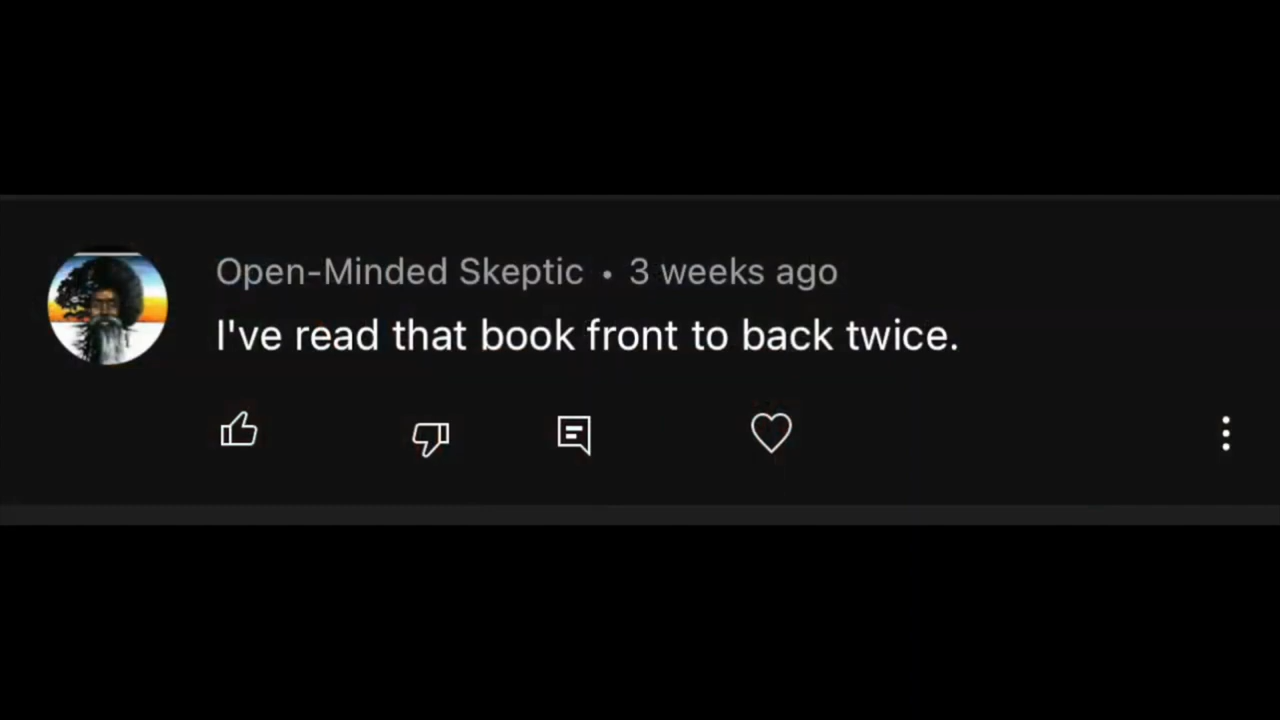 Open-Minded Skeptic • 3 weeks ago
I've read that book front to back twice.